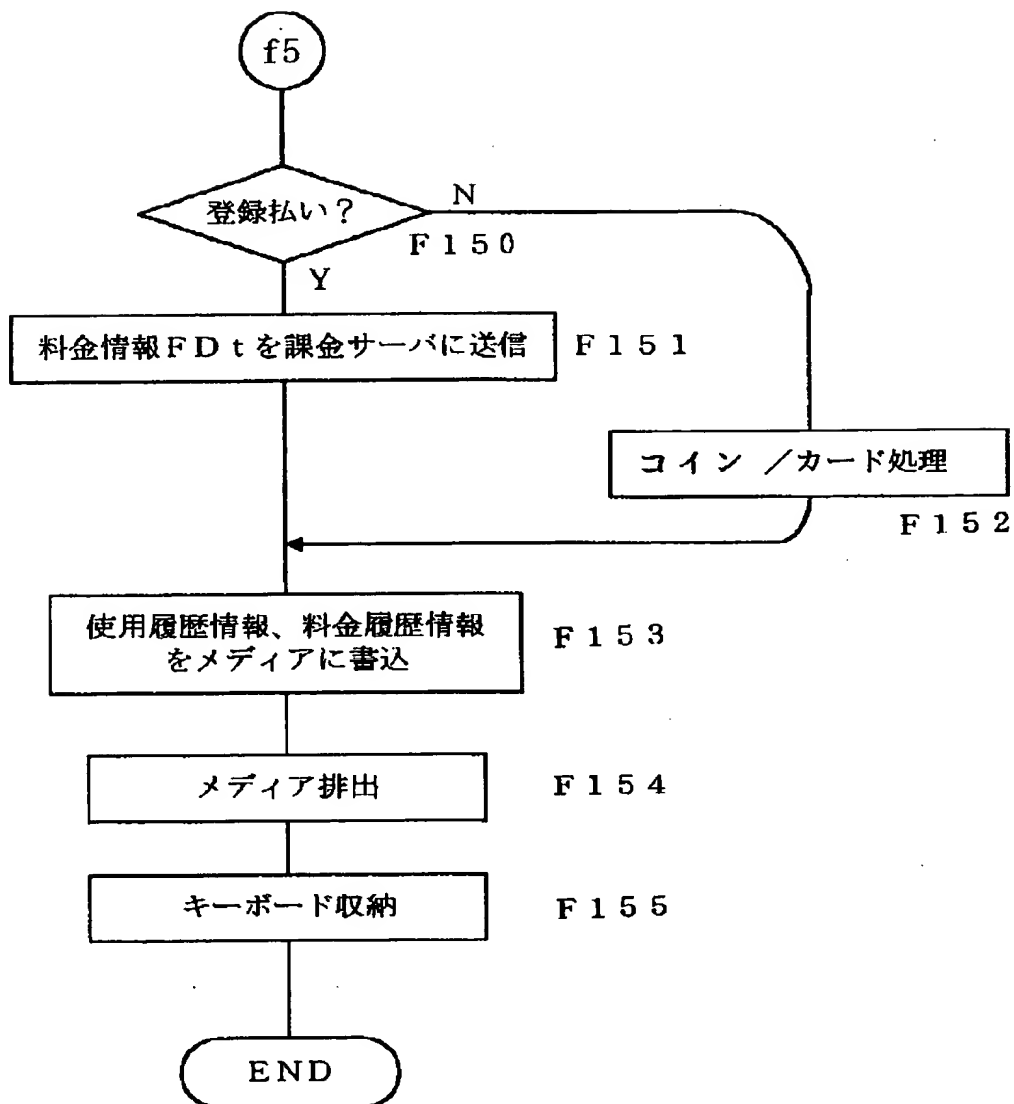 f5
登録払い？
N
F150
Y
料金情報FDtを課金サーバに送信
F151
コイン ／カード処理
F152
使用履歴情報、料金履歴情報
をメディアに書込
F153
メディア排出
F154
キーボード収納
F155
END